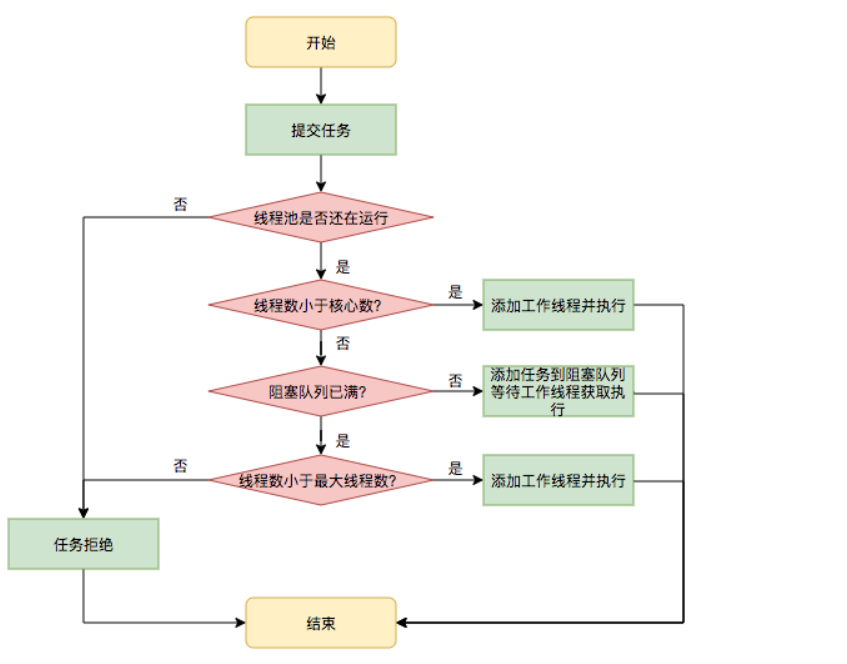 开始
提交任务
否
线程池是否还在运行
是
线程数小于核心数?
是
添加工作线程并执行
否
阻塞队列已满?
否
添加任务到阻塞队列
等待工作线程获取执
行
是
否
线程数小于最大线程数?
是
添加工作线程并执行
任务拒绝
结束